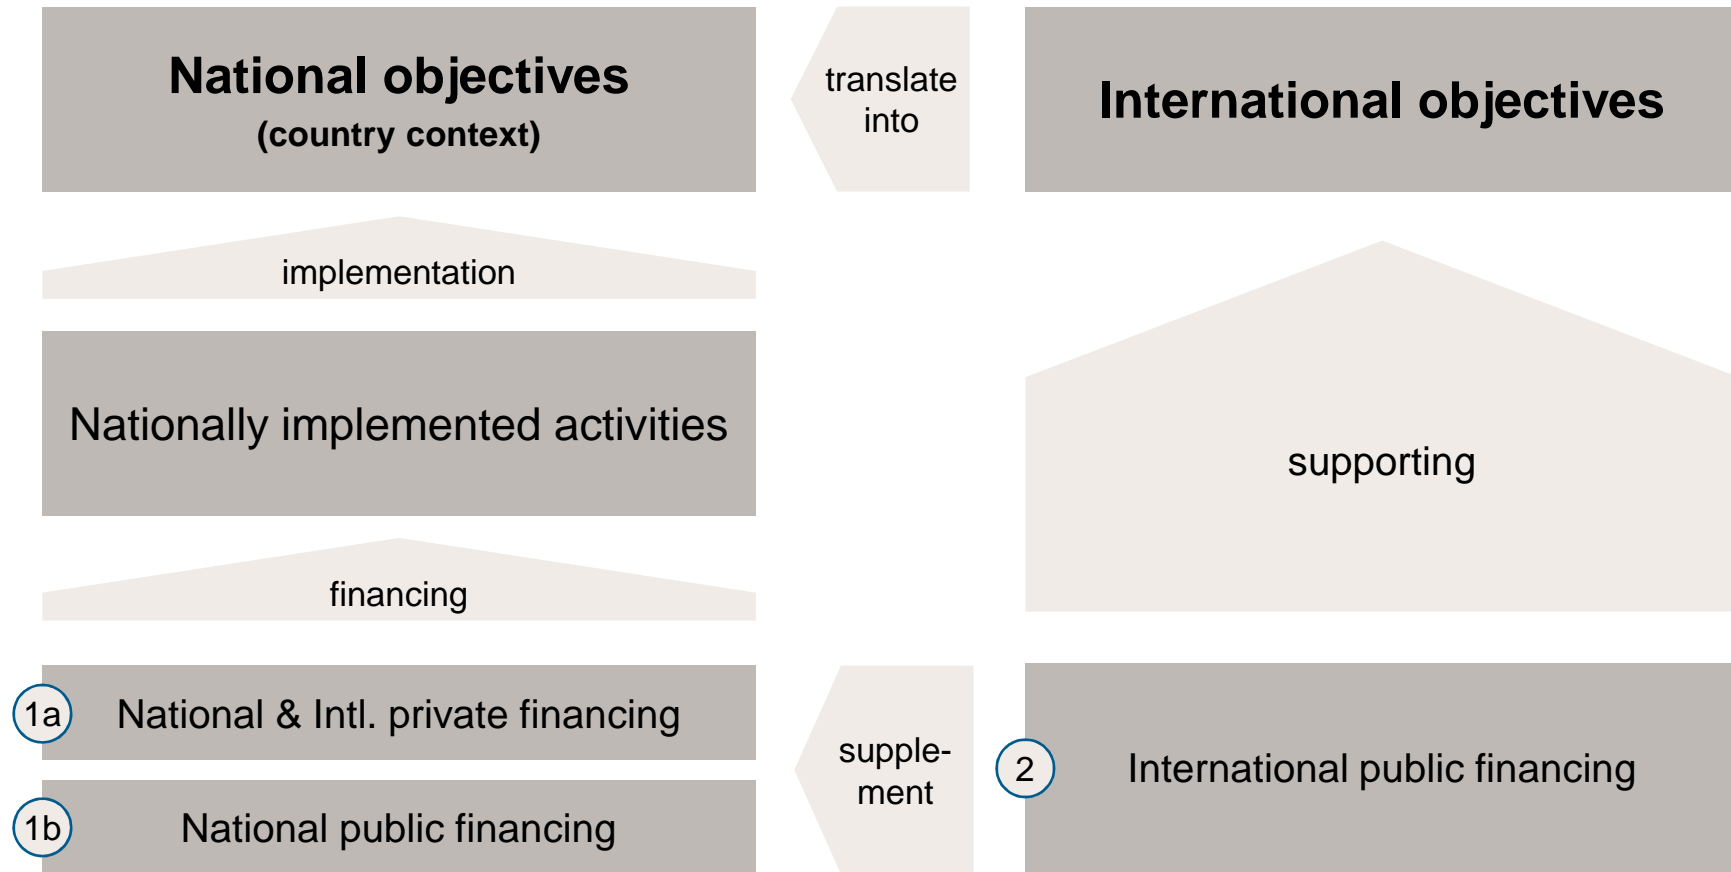 National objectives
(country context)
translate
into
International objectives
implementation
Nationally implemented activities
supporting
financing
1a
National & Intl. private financing
1b
National public financing
supple-
ment
2
International public financing